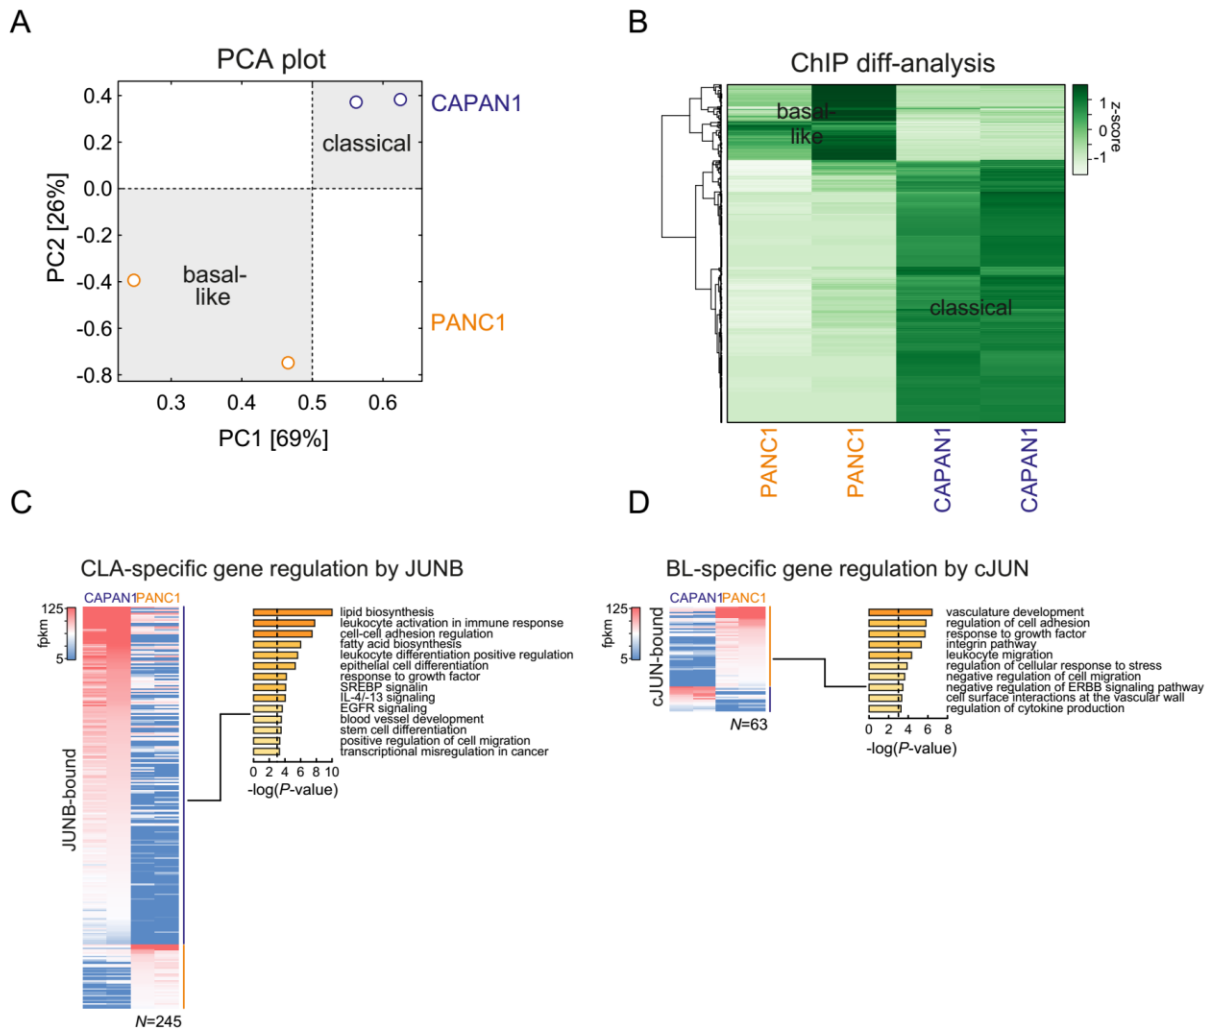 A
PCA plot
0.4
0.2
0.0
-0.2
-0.4
-0.6
-0.8
PC2 [26%]
0.3
0.4
0.5
0.6
PC1 [69%]
classical
basal-
like
CAPAN1
PANC1
B
ChIP diff-analysis
basal-
like
classical
1
0
-1
z-score
PANC1
PANC1
CAPAN1
CAPAN1
C
CLA-specific gene regulation by JUNB
CAPAN1 PANC1
125
5
fpkm
JUNB-bound
N=245
lipid biosynthesis
leukocyte activation in immune response
cell-cell adhesion regulation
fatty acid biosynthesis
leukocyte differentiation positive regulation
epithelial cell differentiation
response to growth factor
SREBP signalin
IL-4/-13 signaling
EGFR signaling
blood vessel development
stem cell differentiation
positive regulation of cell migration
transcriptional misregulation in cancer
0 2 4 6 8 10
-log(P-value)
D
BL-specific gene regulation by cJUN
CAPAN1 PANC1
125
5
fpkm
cJUN-bound
N=63
vasculature development
regulation of cell adhesion
response to growth factor
integrin pathway
leukocyte migration
regulation of cellular response to stress
negative regulation of cell migration
negative regulation of ERBB signaling pathway
cell surface interactions at the vascular wall
regulation of cytokine production
0 2 4 6 8
-log(P-value)